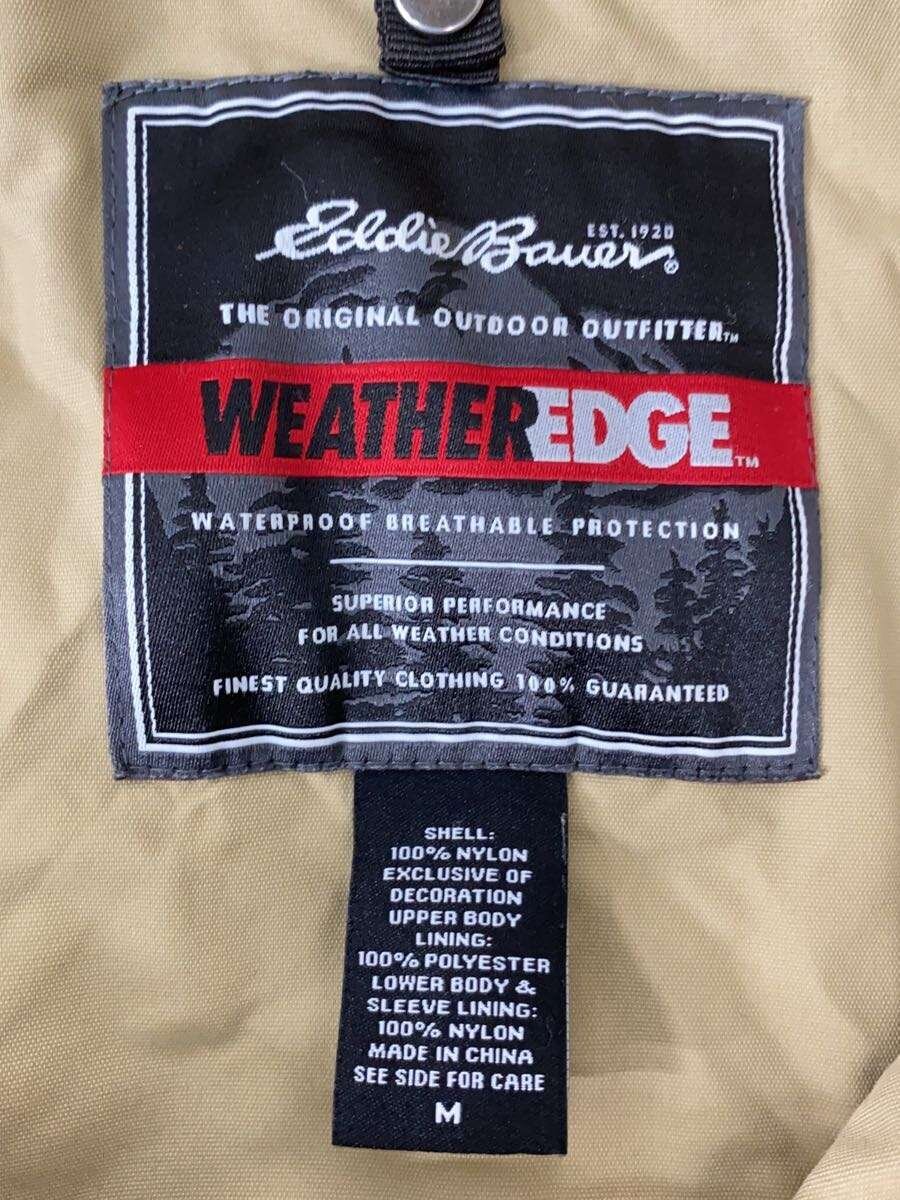 EST. 1920
Eddie Bauer®
THE ORIGINAL OUTDOOR OUTFITTER™
WEATHEREDGE™
WATERPROOF BREATHABLE PROTECTION
SUPERIOR PERFORMANCE
FOR ALL WEATHER CONDITIONS
FINEST QUALITY CLOTHING 100% GUARANTEED
SHELL:
100% NYLON
EXCLUSIVE OF
DECORATION
UPPER BODY
LINING:
100% POLYESTER
LOWER BODY &
SLEEVE LINING:
100% NYLON
MADE IN CHINA
SEE SIDE FOR CARE
M